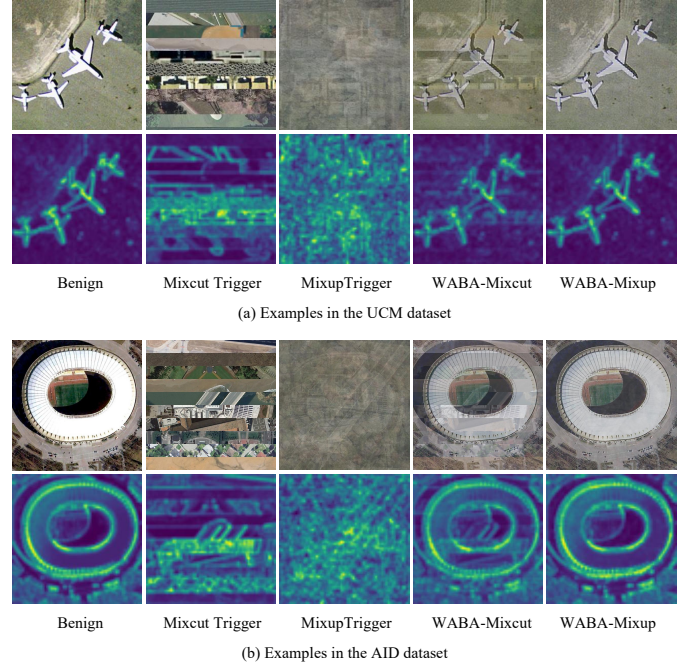 Benign Mixcut Trigger MixupTrigger WABA-Mixcut WABA-Mixup
(a) Examples in the UCM dataset
Benign Mixcut Trigger MixupTrigger WABA-Mixcut WABA-Mixup
(b) Examples in the AID dataset